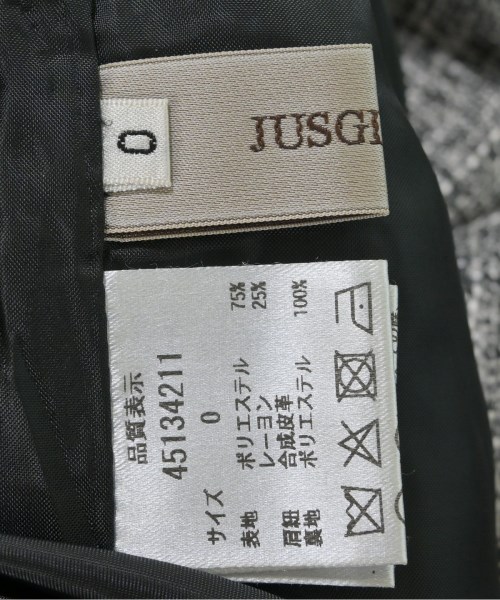 JUSGL
0
品質表示
45134211
サイズ 0
表地 ポリエステル 75%
レーヨン 25%
肩紐 合成皮革
裏地 ポリエステル 100%